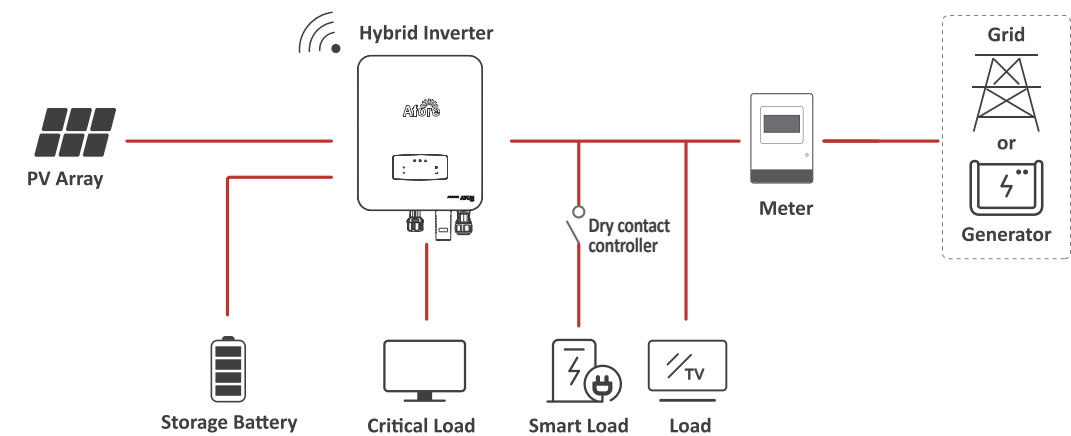 Hybrid Inverter
Grid
Afore
PV Array
or
Meter
Generator
Dry contact
controller
TV
Storage Battery
Critical Load
Smart Load
Load